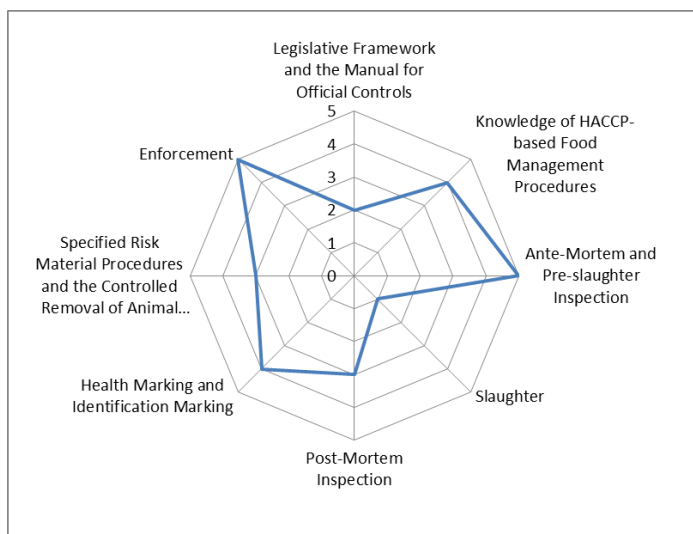 Legislative Framework
and the Manual for
Official Controls
5
4
3
2
1
0
Knowledge of HACCP-
based Food
Management
Procedures
Ante-Mortem and
Pre-slaughter
Inspection
Slaughter
Post-Mortem
Inspection
Health Marking and
Identification Marking
Specified Risk
Material Procedures
and the Controlled
Removal of Animal...
Enforcement